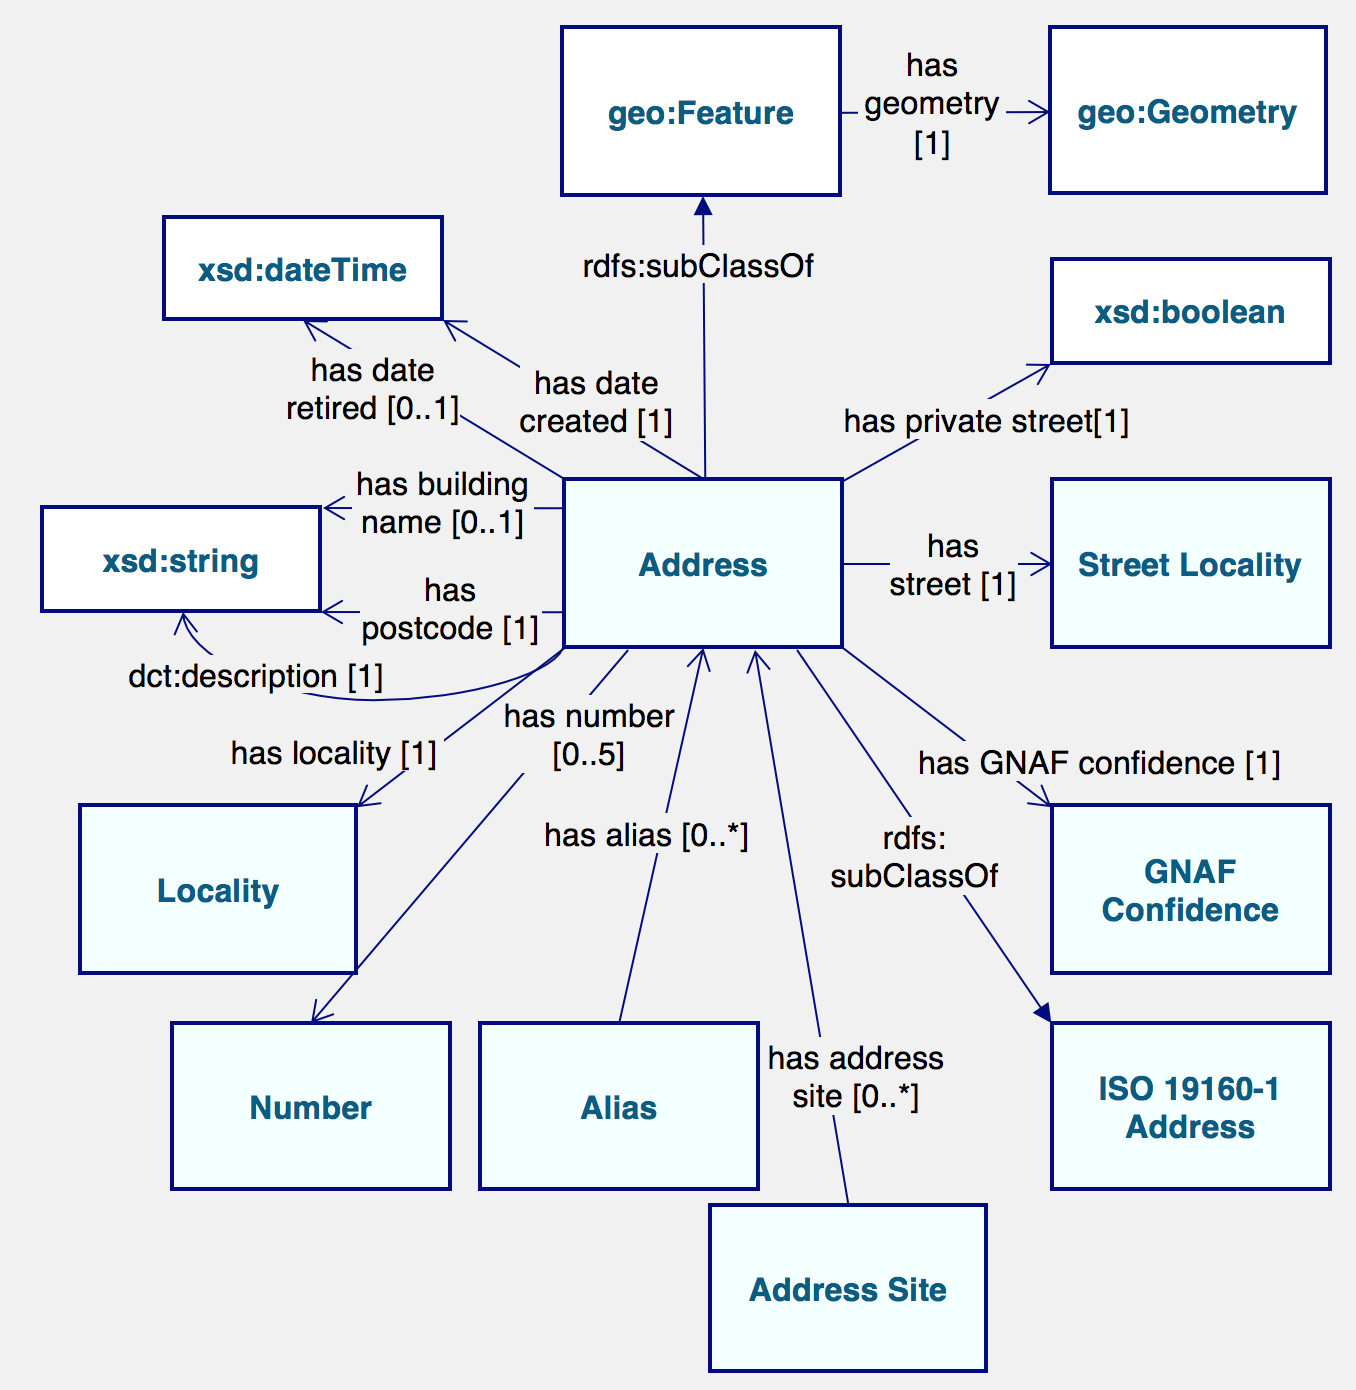 geo:Feature
has
geometry
[1]
geo:Geometry
xsd:dateTime
rdfs:subClassOf
xsd:boolean
has date
retired [0..1]
has date
created [1]
has private street[1]
has building
name [0..1]
xsd:string
Address
has
street [1]
Street Locality
has
postcode [1]
dct:description [1]
has number
[0..5]
has locality [1]
has GNAF confidence [1]
has alias [0..*]
rdfs:
subClassOf
Locality
GNAF
Confidence
Number
Alias
has address
site [0..*]
ISO 19160-1
Address
Address Site